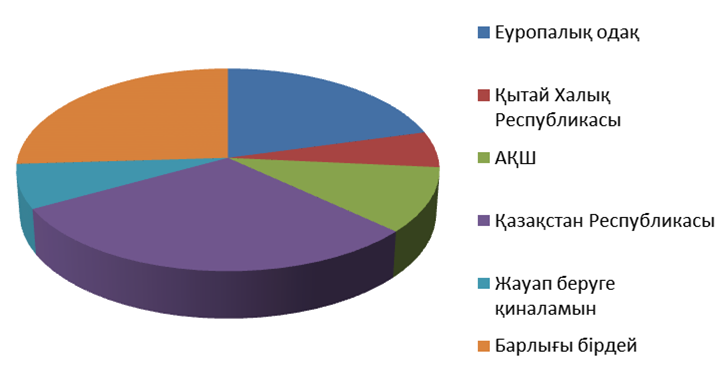 Еуропалық одақ
Қытай Халық
Республикасы
АҚШ
Қазақстан Республикасы
Жауап беруге
қиналамын
Барлығы бірдей